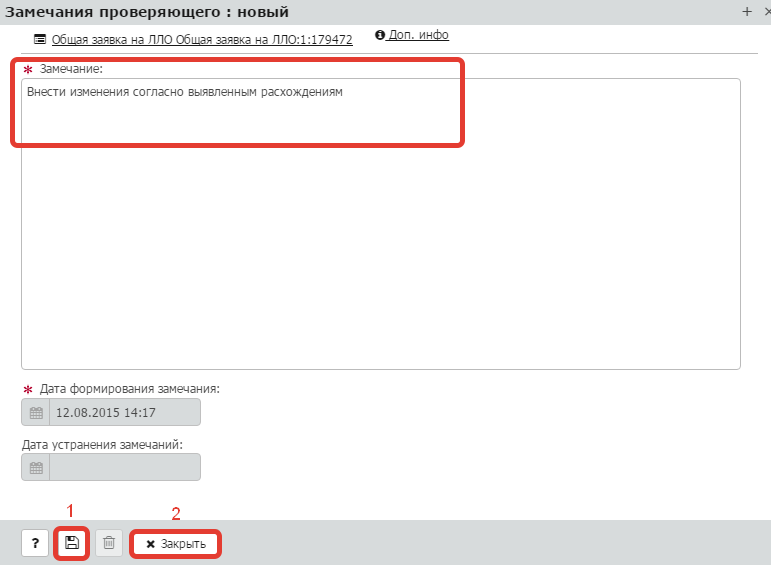 Замечания проверяющего : новый
Общая заявка на ЛЛО Общая заявка на ЛЛО:1:179472 Доп. инфо
* Замечание:
Внести изменения согласно выявленным расхождениям
* Дата формирования замечания:
12.08.2015 14:17
Дата устранения замечаний:
1 2
? Закрыть